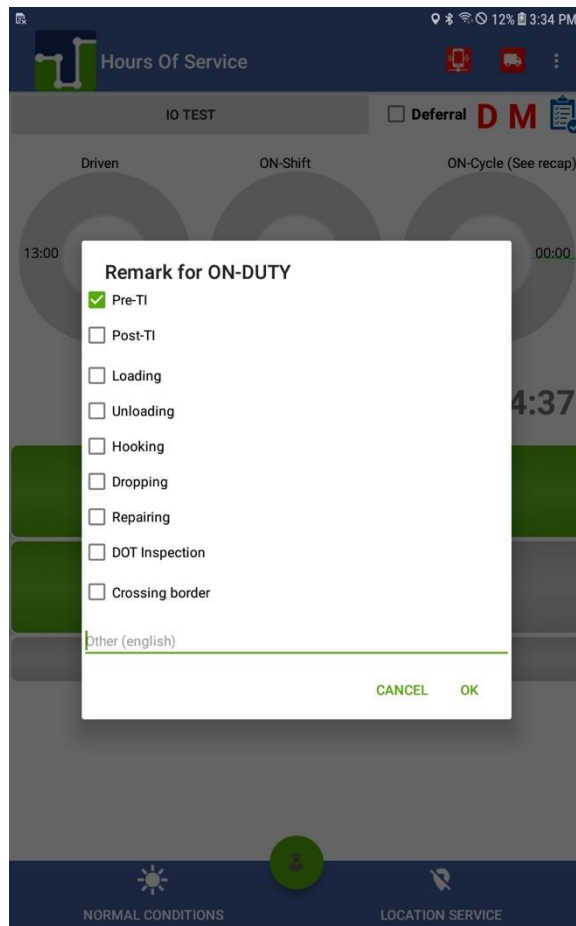 12% 3:34 PM
Hours Of Service
IO TEST
Deferral D M
Driven ON-Shift ON-Cycle (See recap)
13:00 00:00
Remark for ON-DUTY
Pre-TI
Post-TI
Loading
4:37
Unloading
Hooking
Dropping
Repairing
DOT Inspection
Crossing border
Other (english)
CANCEL OK
NORMAL CONDITIONS LOCATION SERVICE